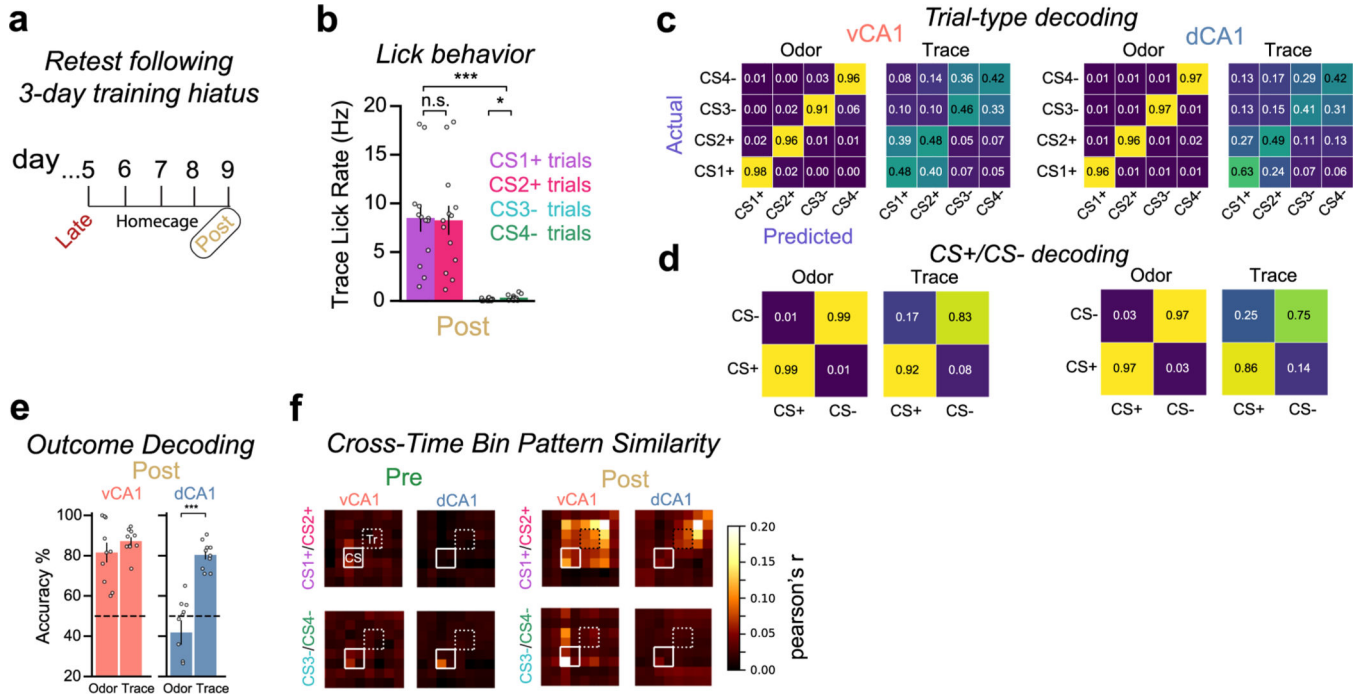 a
Retest following
3-day training hiatus
day ...5 6 7 8 9
Late
Homecage
Post
b
Lick behavior
***
n.s.
*
Trace Lick Rate (Hz)
20
15
10
5
0
CS1+ trials
CS2+ trials
CS3- trials
CS4- trials
Post
c
Trial-type decoding
vCA1
dCA1
Odor Trace Odor Trace
Actual
CS4- 0.01 0.00 0.03 0.96 0.08 0.14 0.36 0.42 CS4- 0.01 0.01 0.01 0.97 0.13 0.17 0.29 0.42
CS3- 0.00 0.02 0.91 0.06 0.10 0.10 0.46 0.33 CS3- 0.01 0.01 0.97 0.01 0.13 0.15 0.41 0.31
CS2+ 0.02 0.96 0.01 0.02 0.39 0.48 0.05 0.07 CS2+ 0.02 0.96 0.01 0.01 0.27 0.49 0.11 0.13
CS1+ 0.98 0.02 0.00 0.00 0.48 0.40 0.07 0.05 CS1+ 0.96 0.02 0.01 0.01 0.63 0.24 0.07 0.06
CS1+ CS2+ CS3- CS4- CS1+ CS2+ CS3- CS4- CS1+ CS2+ CS3- CS4- CS1+ CS2+ CS3- CS4-
Predicted
d
CS+/CS- decoding
Odor Trace Odor Trace
CS- 0.01 0.99 0.17 0.83 CS- 0.03 0.97 0.25 0.75
CS+ 0.99 0.01 0.92 0.08 CS+ 0.97 0.03 0.86 0.14
CS+ CS- CS+ CS- CS+ CS- CS+ CS-
e
Outcome Decoding
Post
vCA1 dCA1
***
Accuracy %
100
80
60
40
20
Odor Trace Odor Trace
f
Cross-Time Bin Pattern Similarity
Pre Post
vCA1 dCA1 vCA1 dCA1
CS1+/CS2+
Tr
CS
CS1+/CS2+
CS3-/CS4-
CS3-/CS4-
0.20
0.15
0.10
0.05
0.00
pearson's r